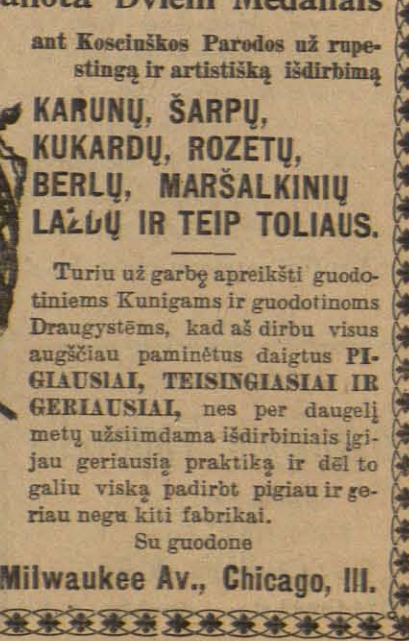 Dviem Medaliais
ant Kosciuškos Parodos už rupe-
stingą ir artistišką išdirbimą
KARUNŲ, ŠARPŲ,
KUKARDŲ, ROZETŲ,
BERLŲ, MARŠALKINIŲ
LAZDŲ IR TEIP TOLIAUS.
Turiu už garbę apreikšti guodo-
tiniems Kunigams ir guodotinoms
Draugystėms, kad aš dirbu visus
augščiau paminėtus daigtus PI-
GIAUSIAI, TEISINGIASIAI IR
GERIAUSIAI, nes per daugelį
metų užsiimdama išdirbiniais įgi-
jau geriausią praktiką ir dėl to
galiu viską padirbt pigiau ir ge-
riau negu kiti fabrikai.
Su guodone
Milwaukee Av., Chicago, Ill.